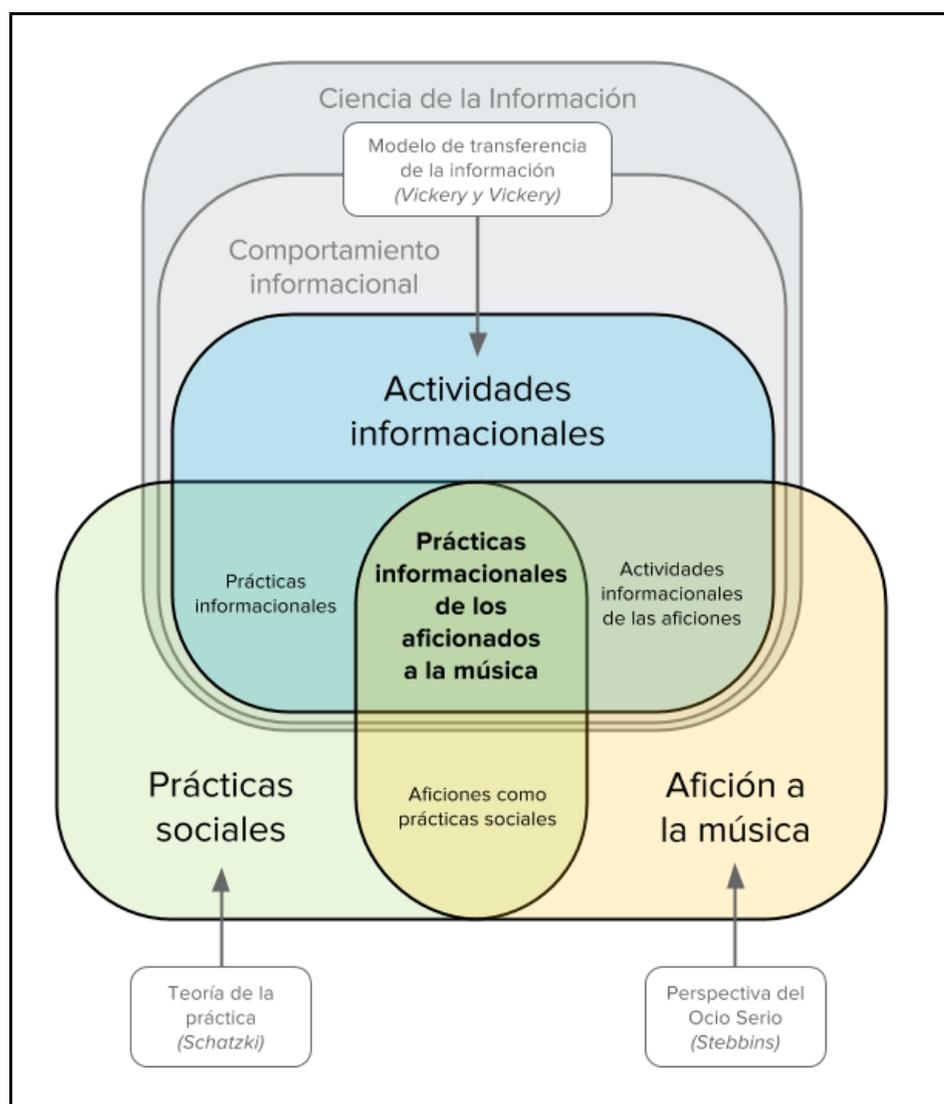 Ciencia de la Información
Modelo de transferencia
de la información
(Vickery y Vickery)
Comportamiento
informacional
Actividades
informacionales
Prácticas
informacionales
Prácticas
informacionales
de los
aficionados
a la música
Actividades
informacionales
de las aficiones
Prácticas
sociales
Aficiones como
prácticas sociales
Afición a
la música
Teoría de la
práctica
(Schatzki)
Perspectiva del
Ocio Serio
(Stebbins)